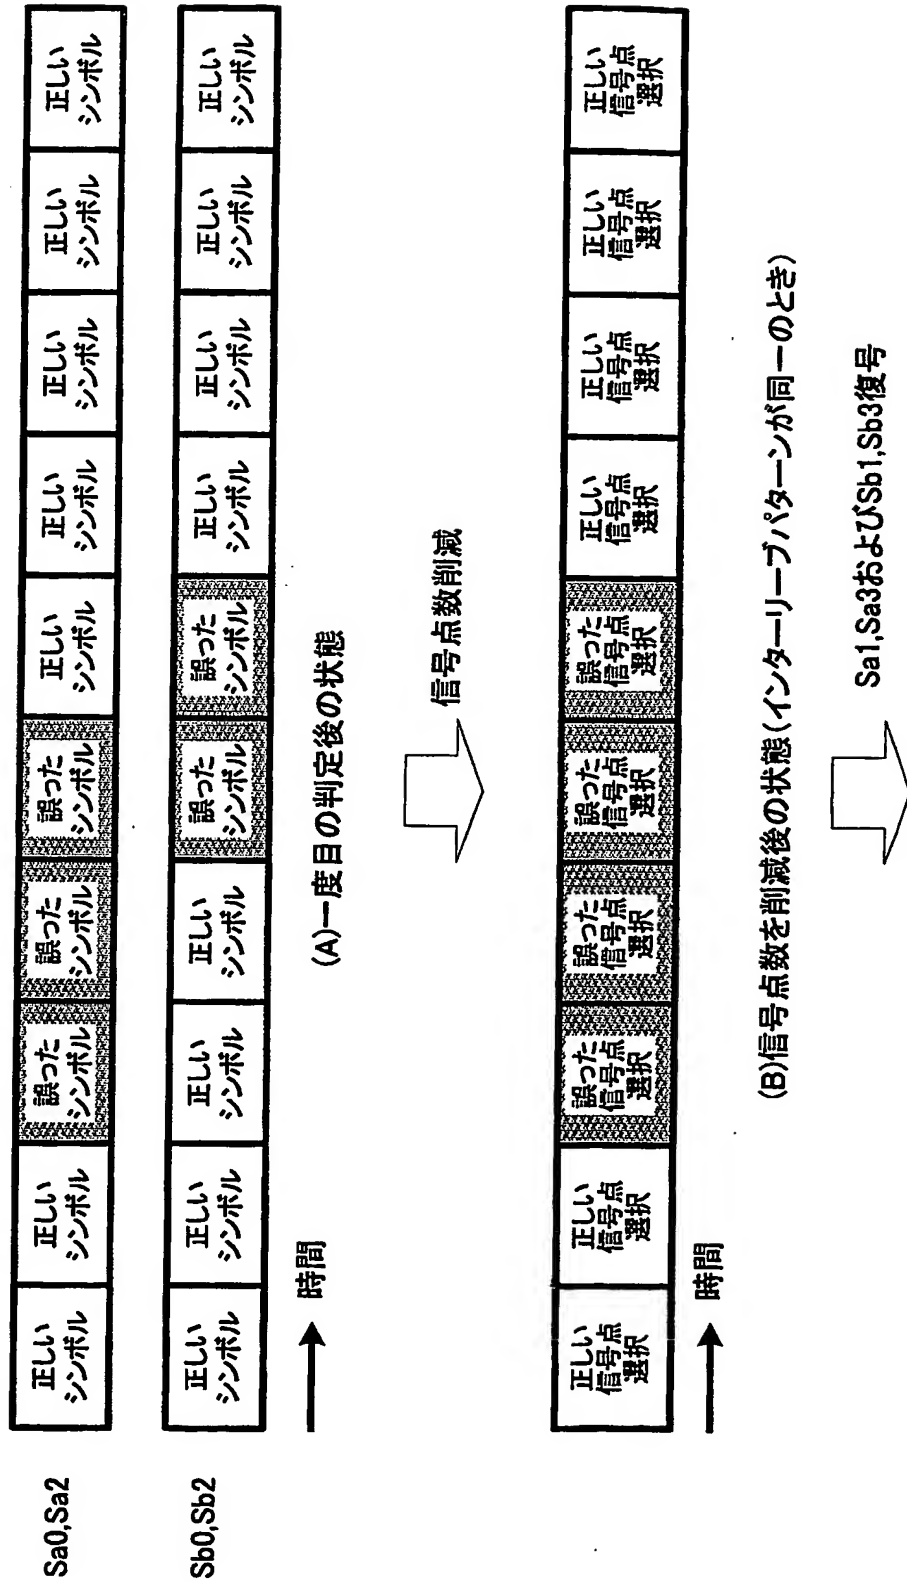 Sa0,Sa2
正しい
シンボル
正しい
シンボル
誤った
シンボル
誤った
シンボル
誤った
シンボル
正しい
シンボル
正しい
シンボル
正しい
シンボル
正しい
シンボル
正しい
シンボル
Sb0,Sb2
正しい
シンボル
正しい
シンボル
正しい
シンボル
正しい
シンボル
誤った
シンボル
誤った
シンボル
正しい
シンボル
正しい
シンボル
正しい
シンボル
正しい
シンボル
時間
(A)一度目の判定後の状態
信号点数削減
正しい
信号点
選択
正しい
信号点
選択
誤った
信号点
選択
誤った
信号点
選択
誤った
信号点
選択
誤った
信号点
選択
正しい
信号点
選択
正しい
信号点
選択
正しい
信号点
選択
正しい
信号点
選択
時間
(B)信号点数を削減後の状態(インターリーブパターンが同一のとき)
Sa1,Sa3およびSb1,Sb3復号